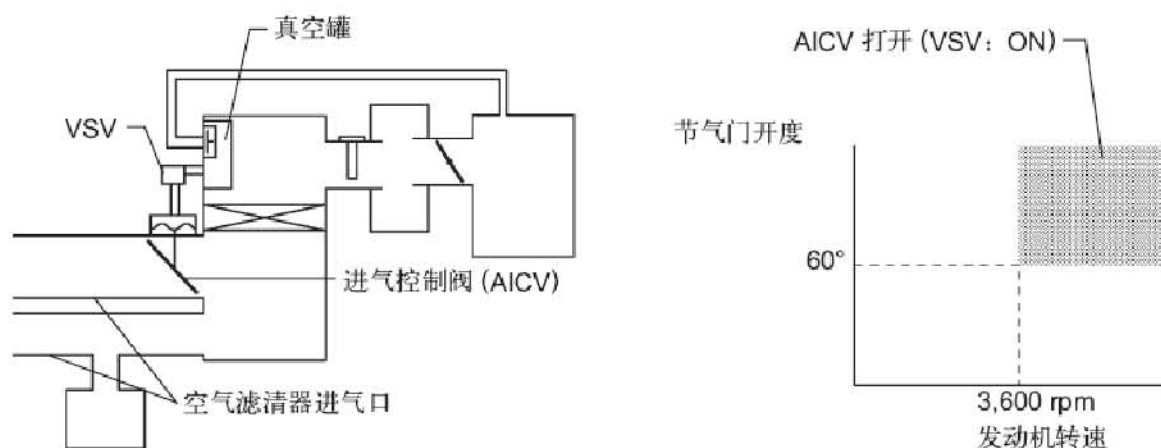 真空罐
VSV
进气控制阀 (AICV)
空气滤清器进气口
AICV 打开 (VSV: ON)
节气门开度
60°
3,600 rpm
发动机转速